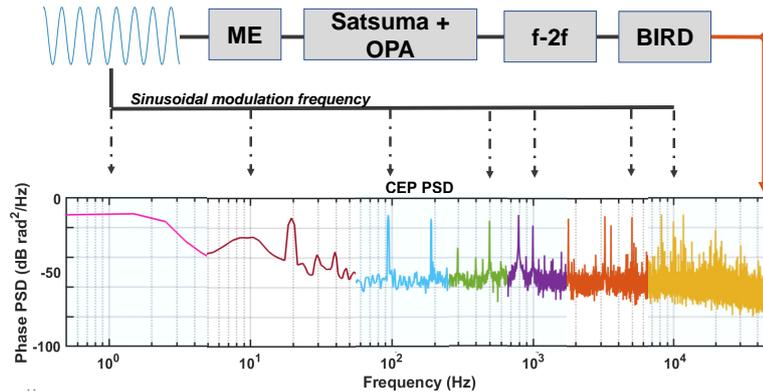 ME
Satsuma +
OPA
f-2f
BIRD
Sinusoidal modulation frequency
CEP PSD
Phase PSD (dB rad²/Hz)
0
-50
-100
10⁰ 10¹ 10² 10³ 10⁴
Frequency (Hz)